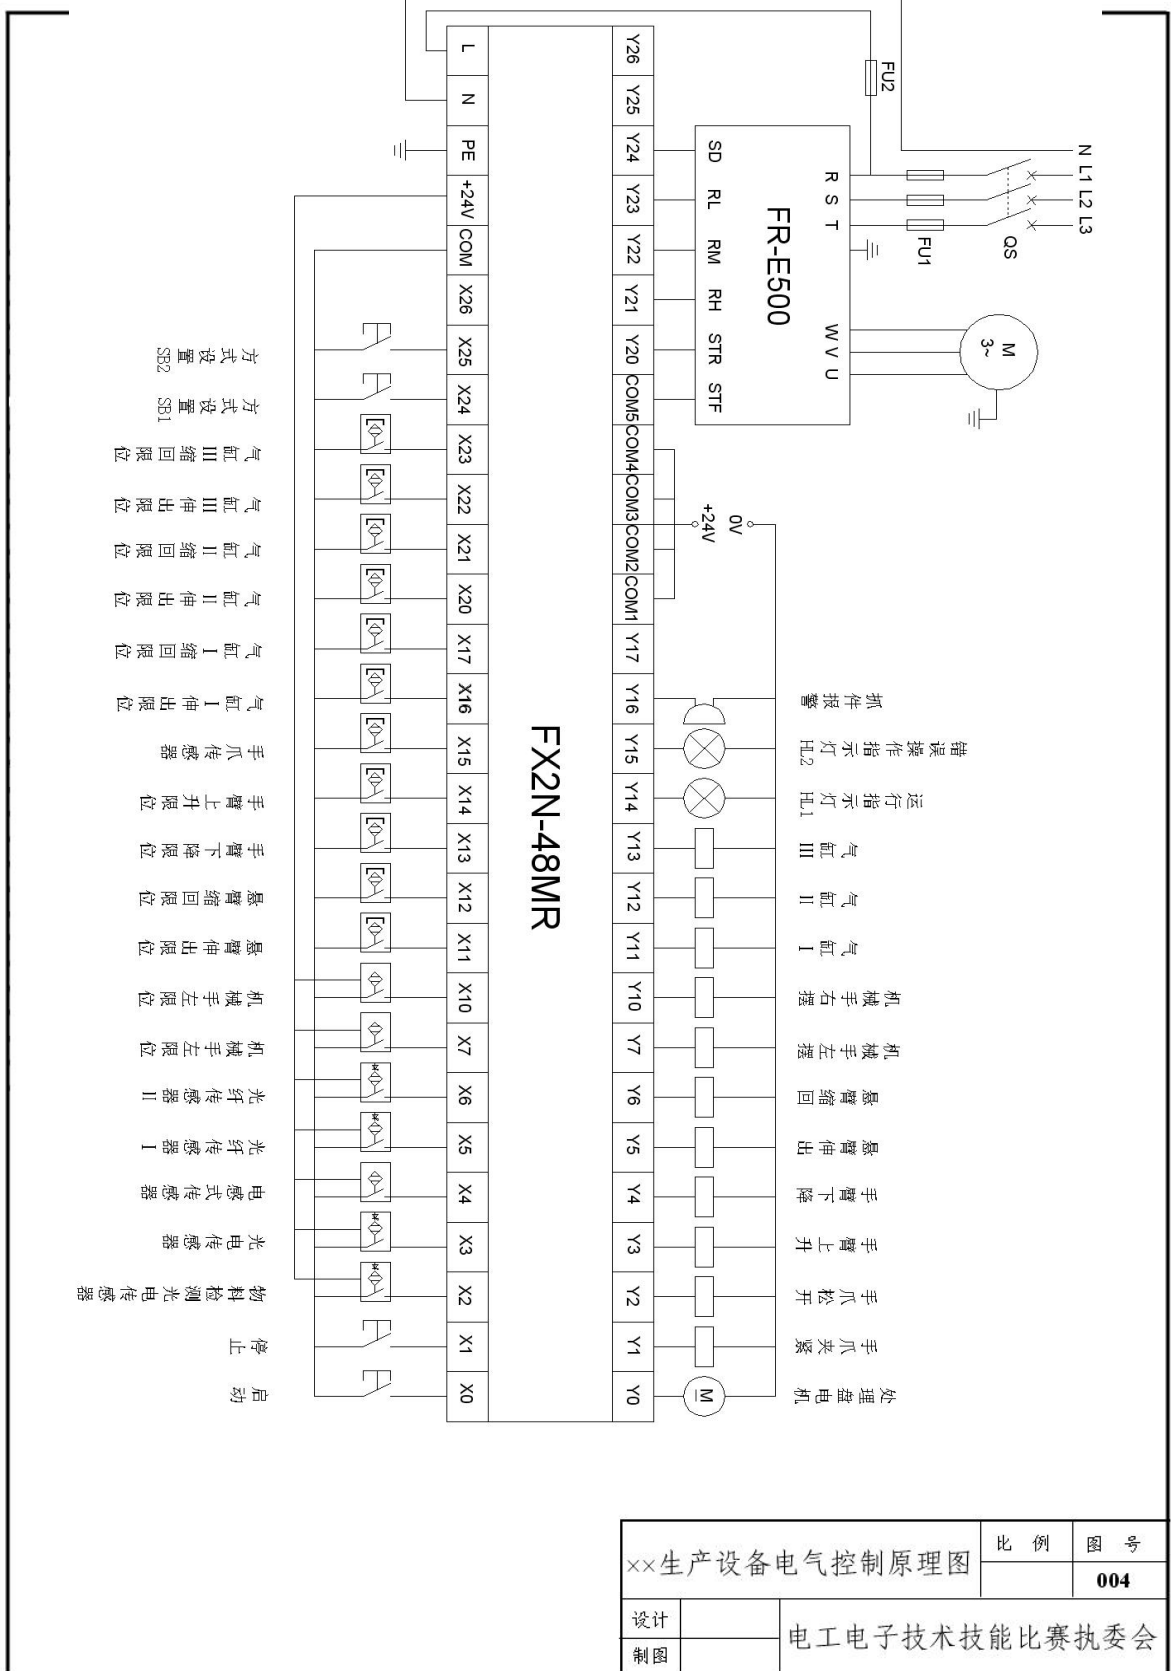 L
N
PE
+24V
COM
X26
X25
X24
X23
X22
X21
X20
X17
X16
X15
X14
X13
X12
X11
X10
X7
X6
X5
X4
X3
X2
X1
X0
FX2N-48MR
Y26
Y25
Y24
Y23
Y22
Y21
Y20
COM5
COM4
COM3
COM2
COM1
Y17
Y16
Y15
Y14
Y13
Y12
Y11
Y10
Y7
Y6
Y5
Y4
Y3
Y2
Y1
Y0
SD
RL
RM
RH
STR
STF
FR-E500
R
S
T
W
V
U
FU2
FU1
QS
N
L1
L2
L3
M
3~
0V
+24V
M
方式设置SB2
方式设置SB1
气缸III缩回限位
气缸III伸出限位
气缸II缩回限位
气缸II伸出限位
气缸I缩回限位
气缸I伸出限位
手爪传感器
手臂上升限位
手臂下降限位
悬臂缩回限位
悬臂伸出限位
机械手左限位
机械手左限位
光纤传感器II
光纤传感器I
电感式传感器
光电传感器
物料检测光电传感器
停止
启动
抓件报警
错误操作指示灯HL2
运行指示灯HL1
气缸III
气缸II
气缸I
机械手右摆
机械手左摆
悬臂缩回
悬臂伸出
手臂下降
手臂上升
手爪松开
手爪夹紧
处理盘电机
××生产设备电气控制原理图
比 例
图 号
004
设计
制图
电工电子技术技能比赛执委会